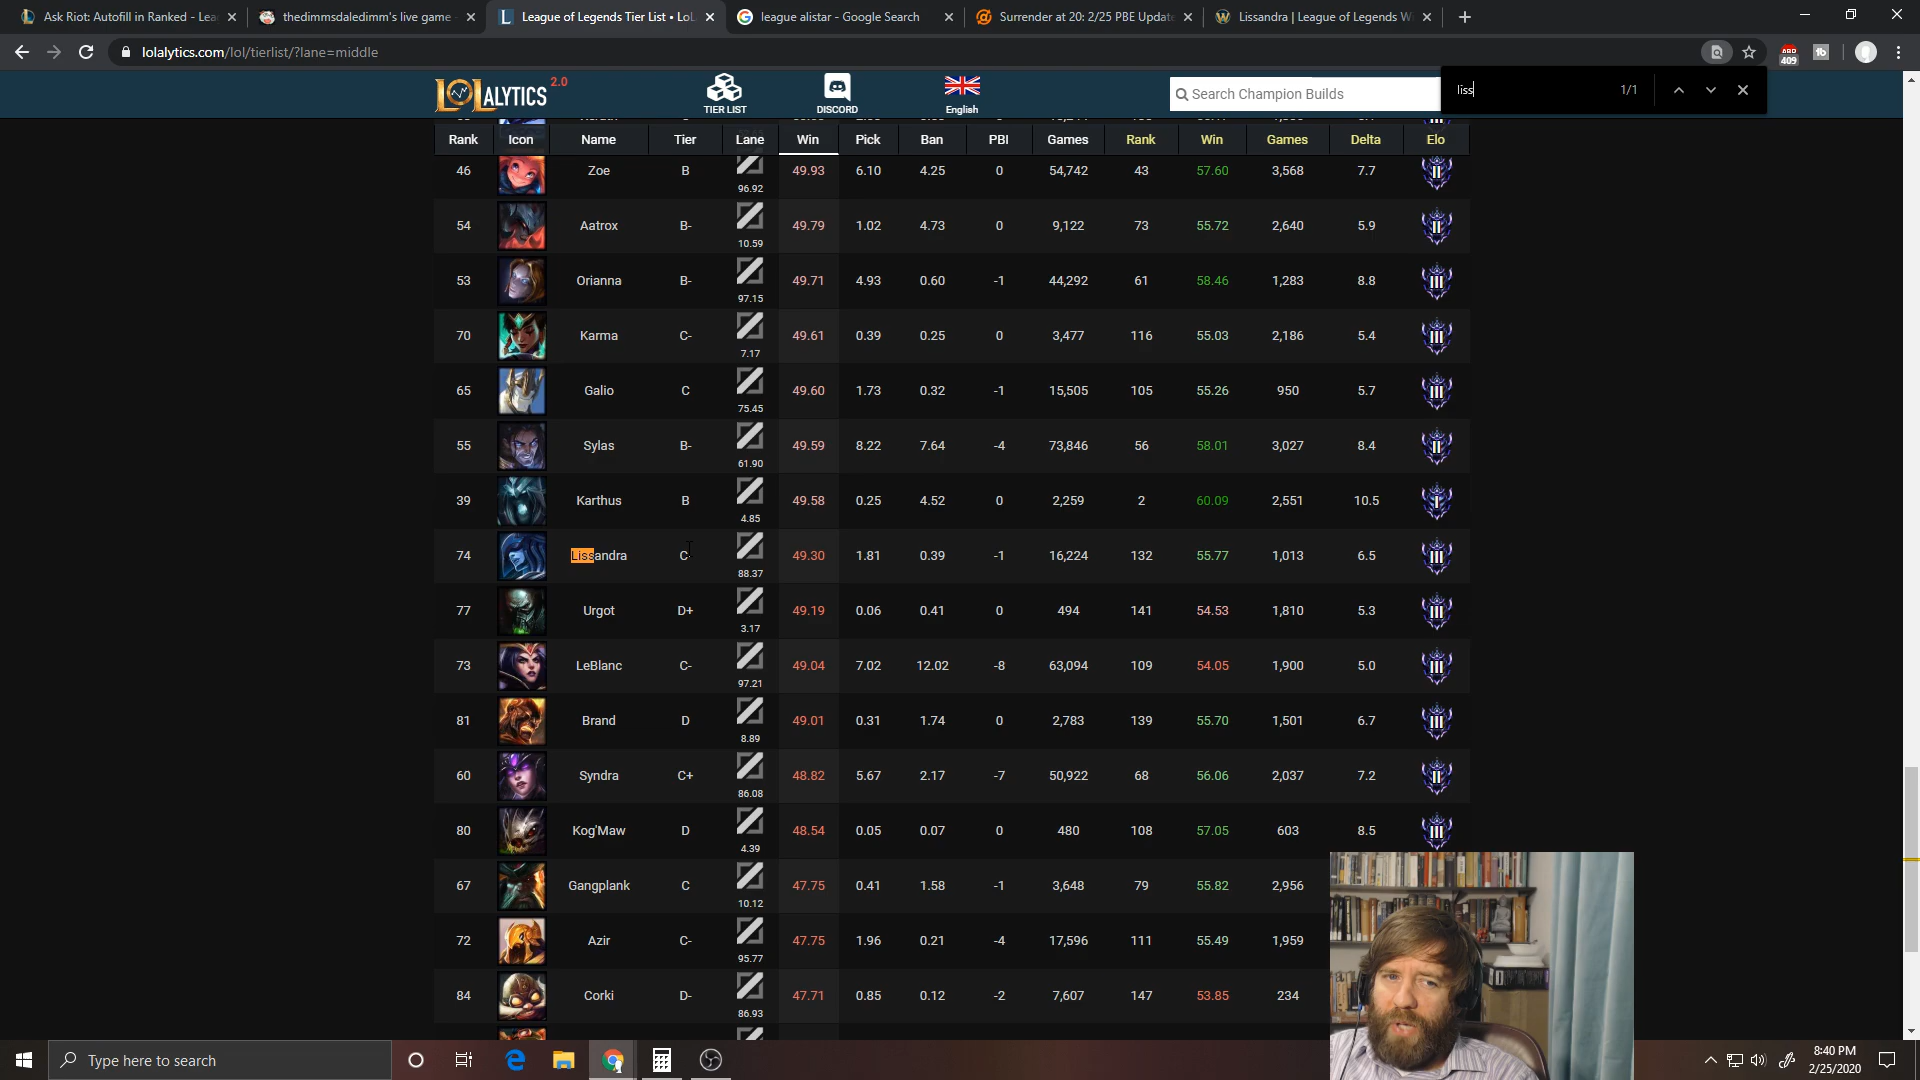 Ask Riot: Autofill in Ranked - Lea
thedimmsdaledimm's live game -
League of Legends Tier List • LoL
league alistar - Google Search
Surrender at 20: 2/25 PBE Update
Lissandra | League of Legends W
lolalytics.com/lol/tierlist/?lane=middle
409
LOLALYTICS 2.0
TIER LIST
DISCORD
English
Search Champion Builds
liss
1/1
Rank Icon Name Tier Lane Win Pick Ban PBI Games Rank Win Games Delta Elo
46 Zoe B 96.92 49.93 6.10 4.25 0 54,742 43 57.60 3,568 7.7 II
54 Aatrox B- 10.59 49.79 1.02 4.73 0 9,122 73 55.72 2,640 5.9 II
53 Orianna B- 97.15 49.71 4.93 0.60 -1 44,292 61 58.46 1,283 8.8 III
70 Karma C- 7.17 49.61 0.39 0.25 0 3,477 116 55.03 2,186 5.4 III
65 Galio C 75.45 49.60 1.73 0.32 -1 15,505 105 55.26 950 5.7 III
55 Sylas B- 61.90 49.59 8.22 7.64 -4 73,846 56 58.01 3,027 8.4 II
39 Karthus B 4.85 49.58 0.25 4.52 0 2,259 2 60.09 2,551 10.5 I
74 Lissandra C- 88.37 49.30 1.81 0.39 -1 16,224 132 55.77 1,013 6.5 III
77 Urgot D+ 3.17 49.19 0.06 0.41 0 494 141 54.53 1,810 5.3 III
73 LeBlanc C- 97.21 49.04 7.02 12.02 -8 63,094 109 54.05 1,900 5.0 III
81 Brand D 8.89 49.01 0.31 1.74 0 2,783 139 55.70 1,501 6.7 III
60 Syndra C+ 86.08 48.82 5.67 2.17 -7 50,922 68 56.06 2,037 7.2 II
80 Kog'Maw D 4.39 48.54 0.05 0.07 0 480 108 57.05 603 8.5 III
67 Gangplank C 10.12 47.75 0.41 1.58 -1 3,648 79 55.82 2,956
72 Azir C- 95.77 47.75 1.96 0.21 -4 17,596 111 55.49 1,959
84 Corki D- 86.93 47.71 0.85 0.12 -2 7,607 147 53.85 234
Type here to search
8:40 PM
2/25/2020